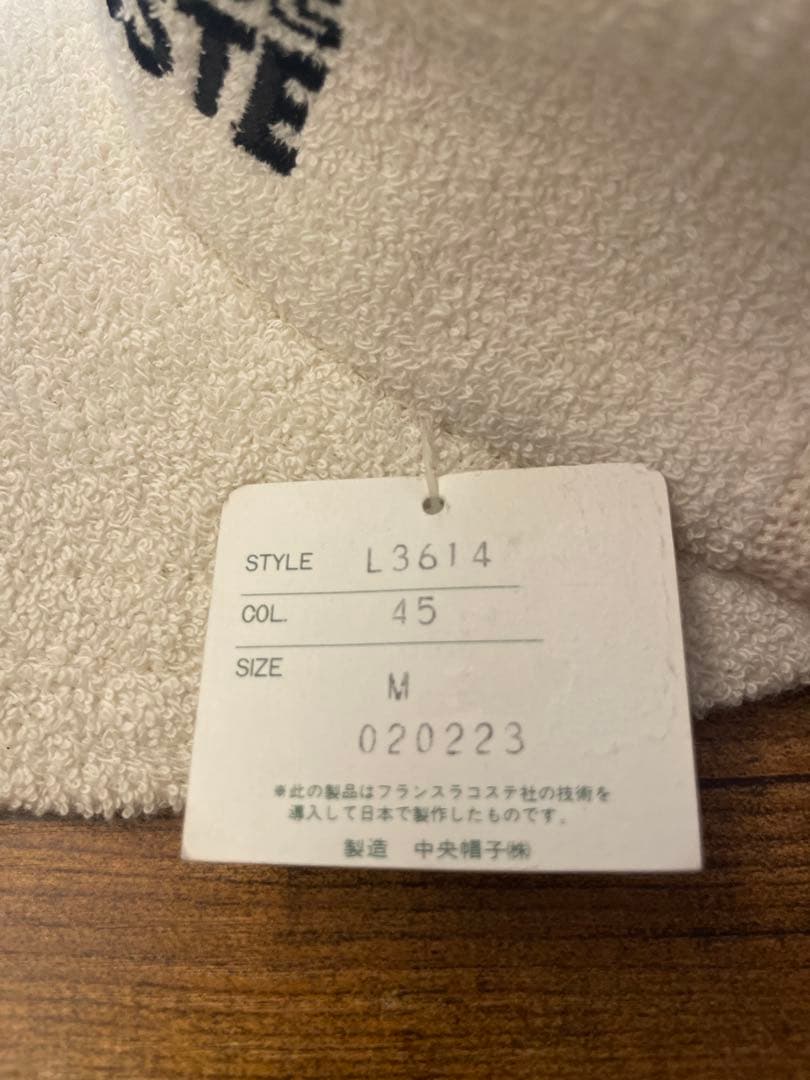 STE
STYLE L3614
COL. 45
SIZE
M
020223
※此の製品はフランスラコステ社の技術を
導入して日本で製作したものです。
製造 中央帽子㈱